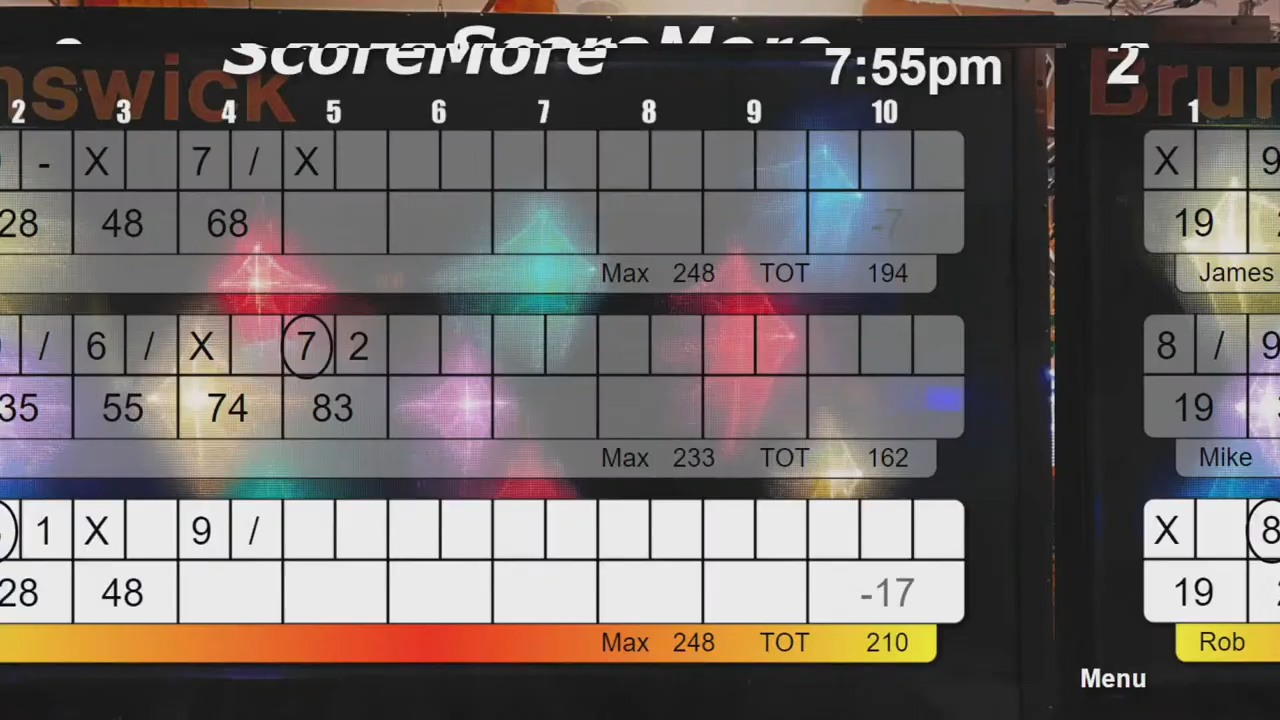 ScoreMore ScoreMore
7:55pm 2
nswick Brun
2 3 4 5 6 7 8 9 10 1
- X 7 / X X 9
28 48 68 -7 19
Max 248 TOT 194 James
/ 6 / X 7 2 8 / 9
35 55 74 83 19
Max 233 TOT 162 Mike
1 X 9 / X 8
28 48 -17 19
Max 248 TOT 210 Rob
Menu